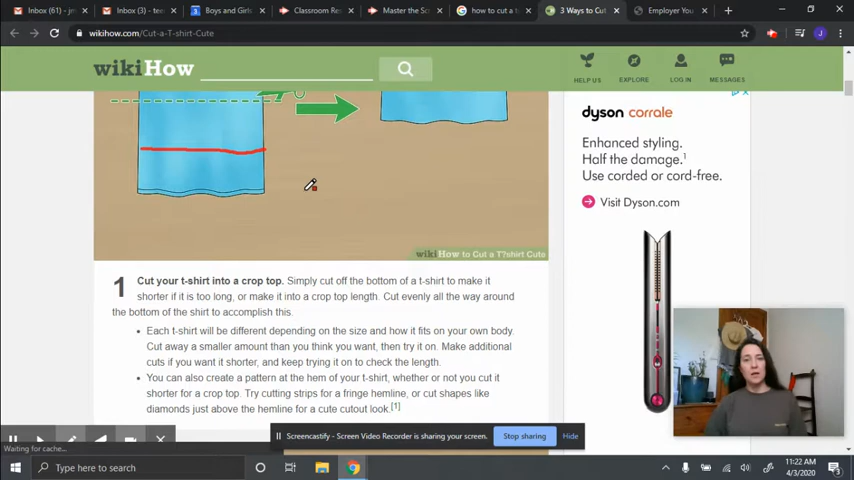 Inbox (61) - jm
Inbox (3) - teen
Boys and Girls
Classroom Re
Master the Sc
how to cut a t
3 Ways to Cut
Employer You
wikihow.com/Cut-a-T-shirt-Cute
wikiHow
HELP US
EXPLORE
LOG IN
MESSAGES
dyson corrale
Enhanced styling.
Half the damage.1
Use corded or cord-free.
Visit Dyson.com
wikiHow to Cut a T?shirt Cute
1 Cut your t-shirt into a crop top. Simply cut off the bottom of a t-shirt to make it
shorter if it is too long, or make it into a crop top length. Cut evenly all the way around
the bottom of the shirt to accomplish this.
Each t-shirt will be different depending on the size and how it fits on your own body.
Cut away a smaller amount than you think you want, then try it on. Make additional
cuts if you want it shorter, and keep trying it on to check the length.
You can also create a pattern at the hem of your t-shirt, whether or not you cut it
shorter for a crop top. Try cutting strips for a fringe hemline, or cut shapes like
diamonds just above the hemline for a cute cutout look.[1]
Screencastify - Screen Video Recorder is sharing your screen.
Stop sharing
Hide
Waiting for cache...
Type here to search
11:22 AM
4/3/2020